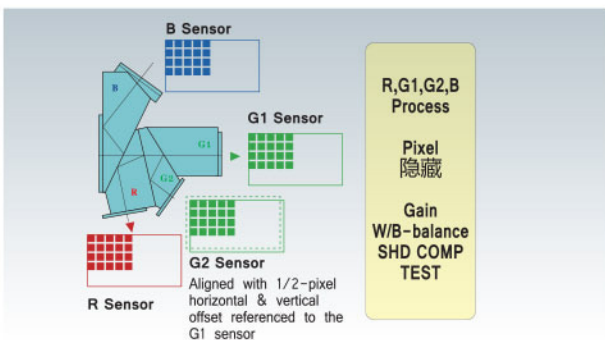 B Sensor
B
G1 Sensor
G1
G2
R
R Sensor
G2 Sensor
Aligned with 1/2-pixel
horizontal & vertical
offset referenced to the
G1 sensor
R,G1,G2,B
Process
Pixel
隐藏
Gain
W/B-balance
SHD COMP
TEST